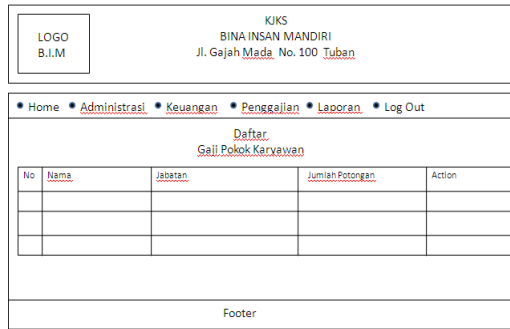 LOGO
B.I.M
KJKS
BINA INSAN MANDIRI
Jl. Gajah Mada No. 100 Tuban
Home Administrasi Keuangan Penggajian Laporan Log Out
Daftar
Gaji Pokok Karyawan
No Nama Jabatan Jumlah Potongan Action
Footer